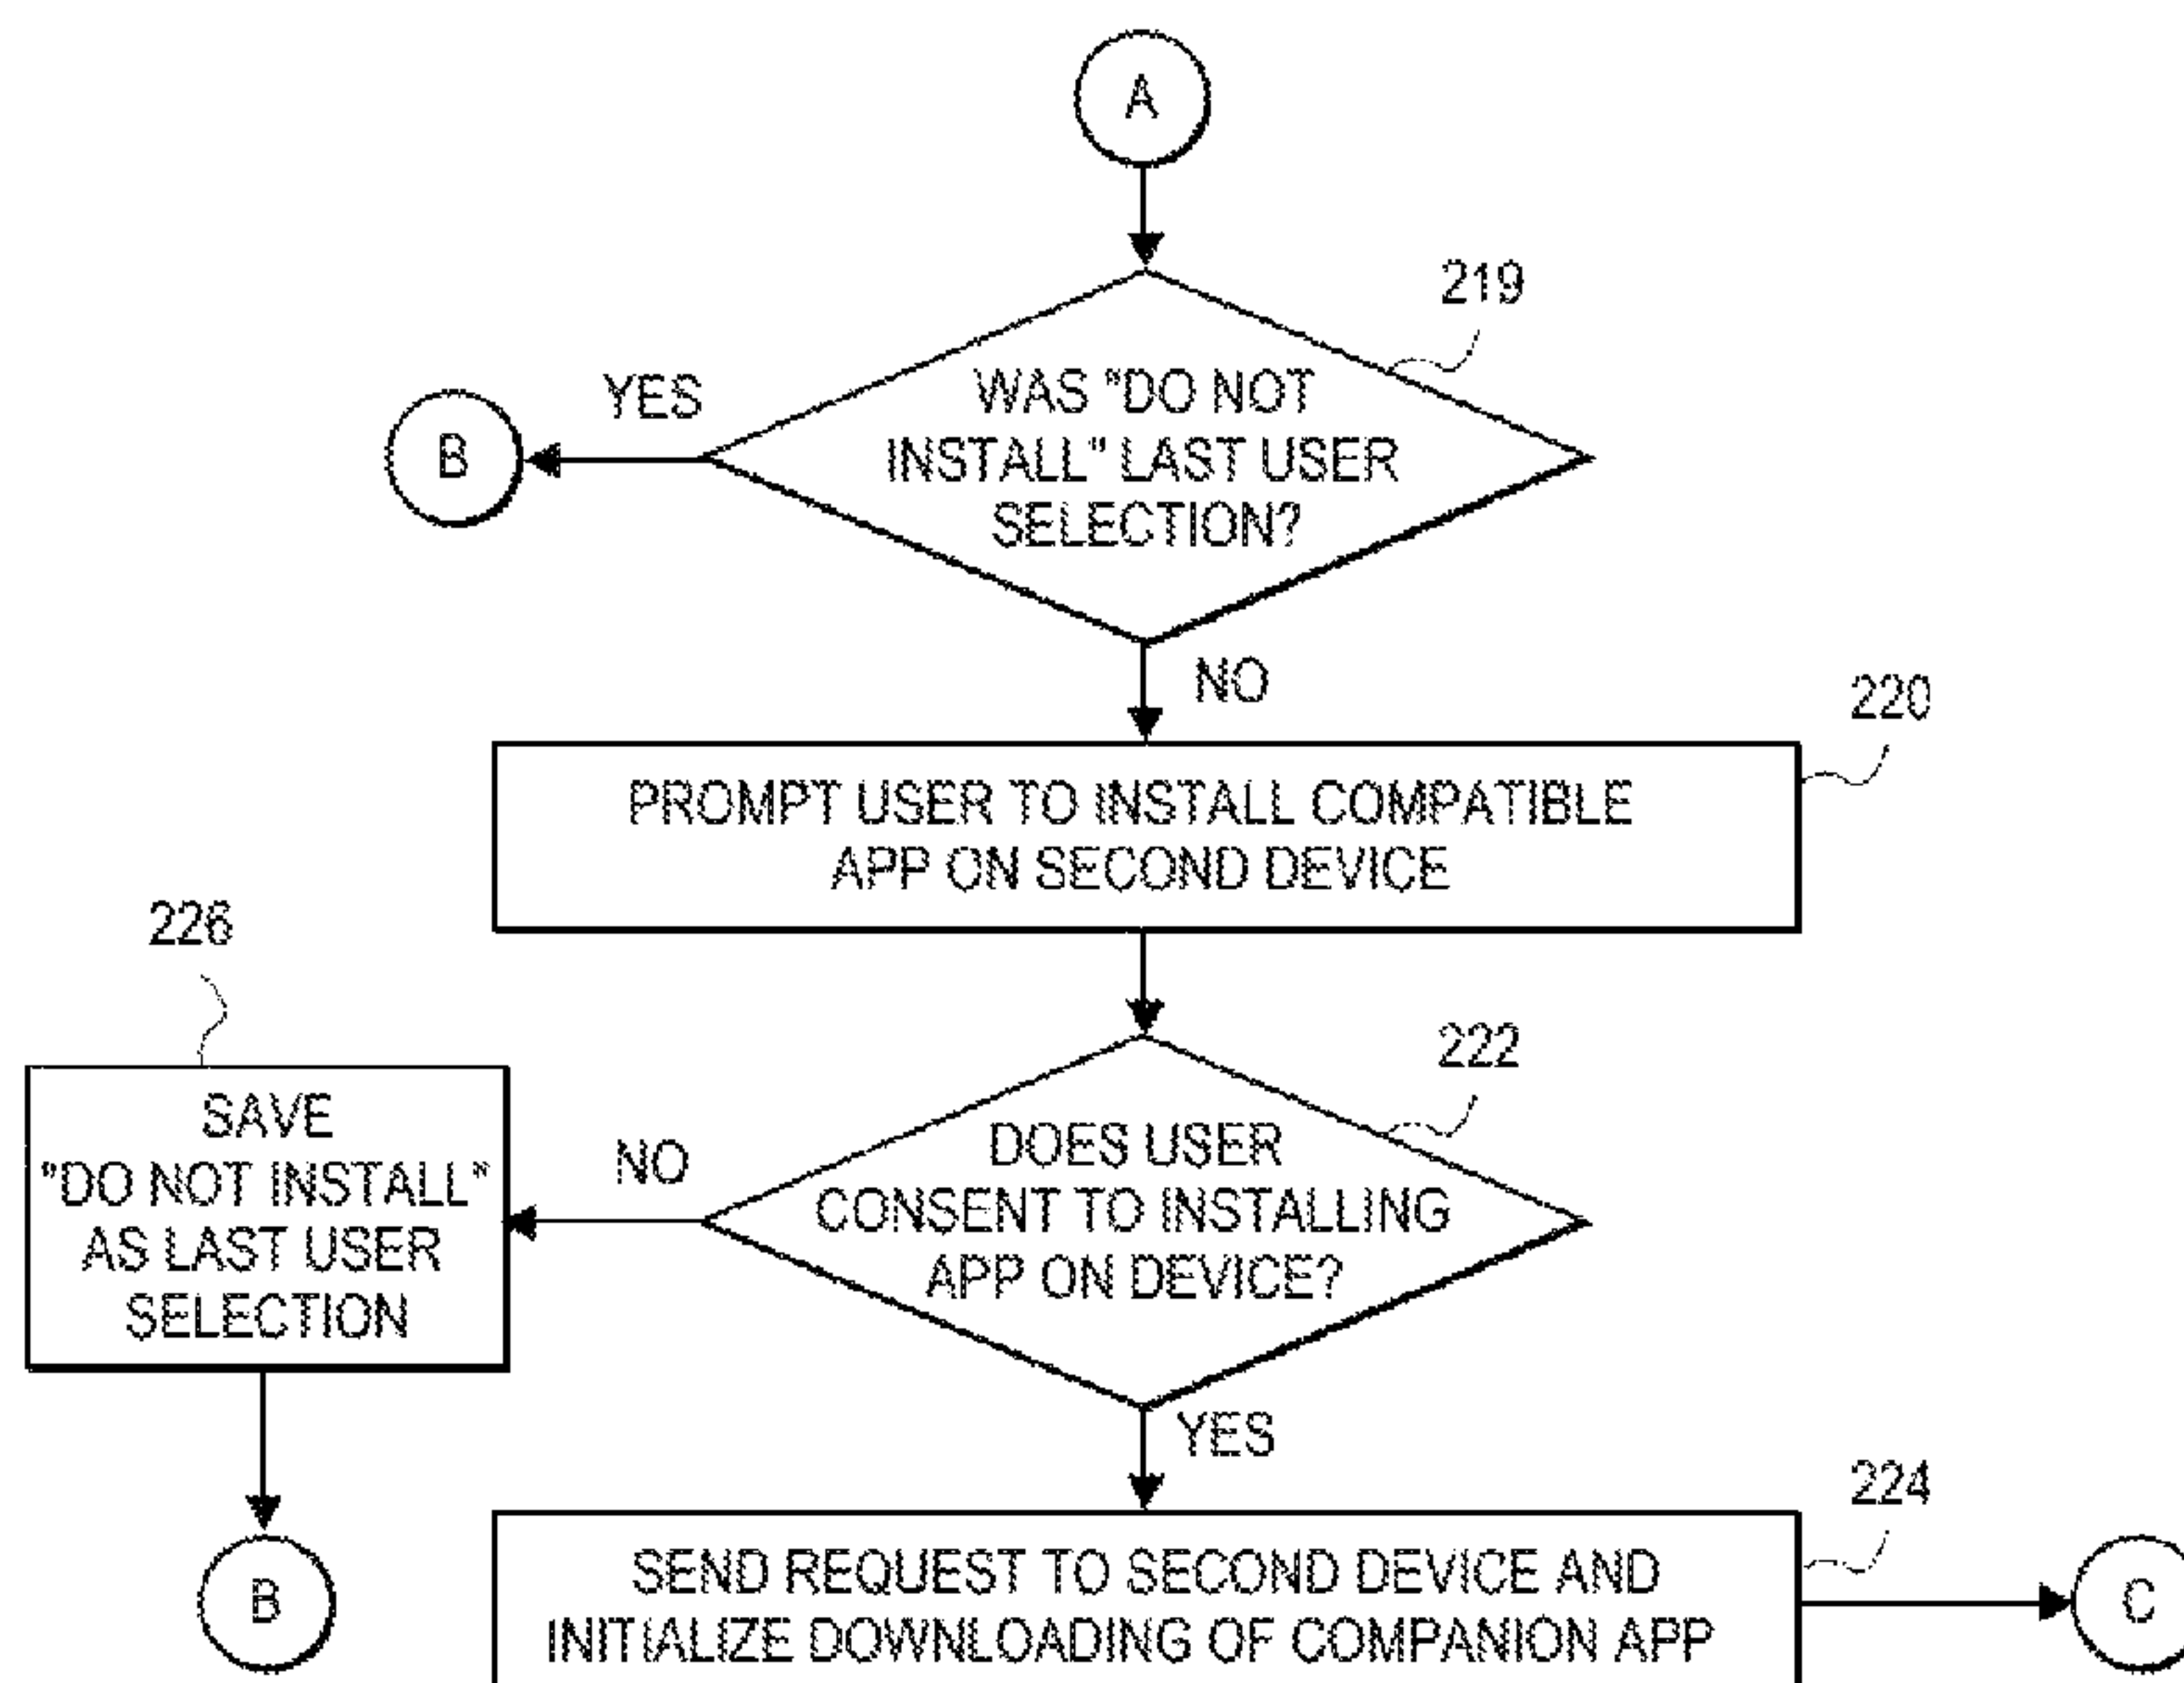 A
219
WAS "DO NOT
INSTALL" LAST USER
SELECTION?
YES
B
NO
220
PROMPT USER TO INSTALL COMPATIBLE
APP ON SECOND DEVICE
226
SAVE
"DO NOT INSTALL"
AS LAST USER
SELECTION
NO
222
DOES USER
CONSENT TO INSTALLING
APP ON DEVICE?
YES
224
B
SEND REQUEST TO SECOND DEVICE AND
INITIALIZE DOWNLOADING OF COMPANION APP
C